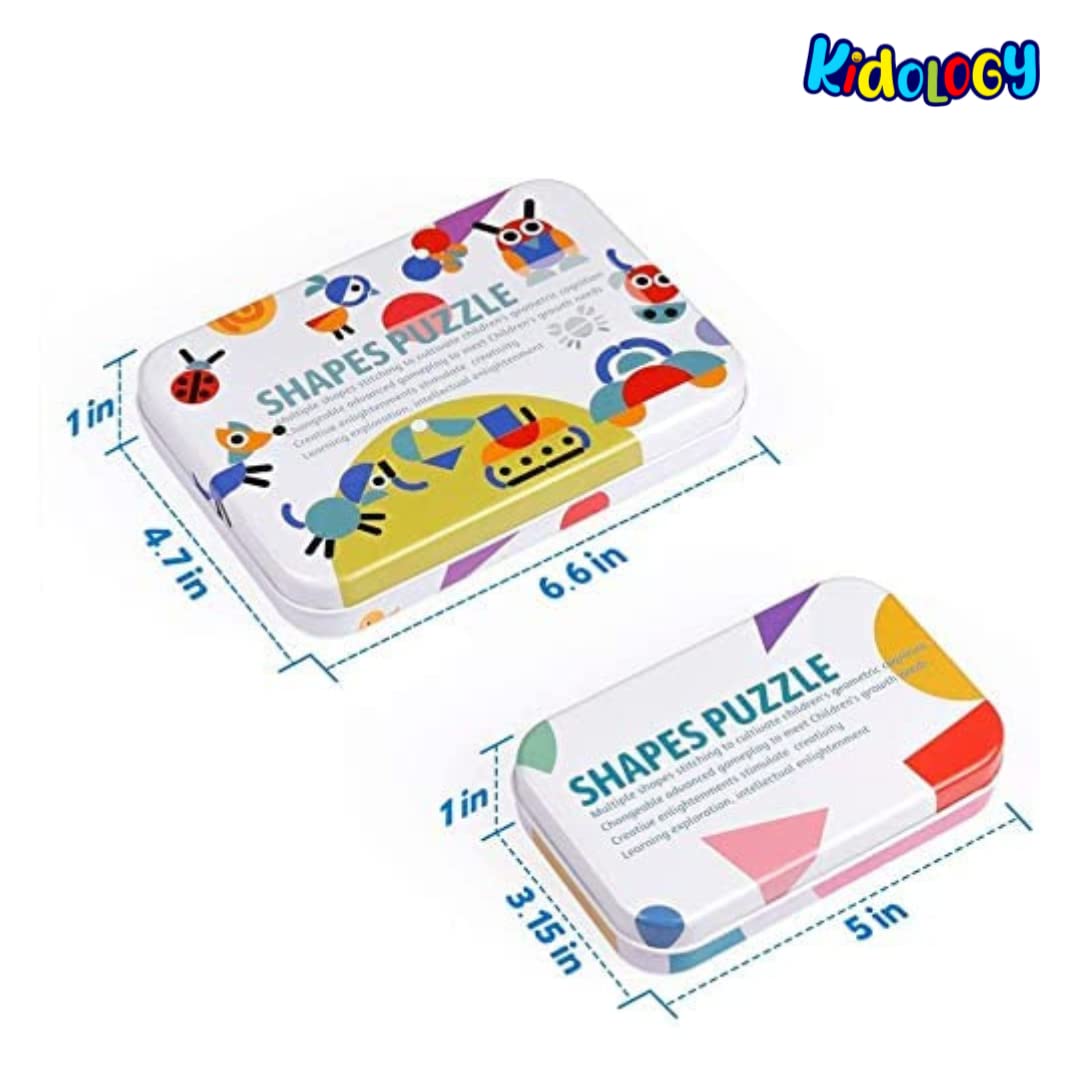 KidoLOGY
SHAPES PUZZLE
Multiple shapes stitching to cultivate children's geometric cognition
Changtable advanced gameplay to meet Children's growth needs
Creative enlightenments stimulate creativity
Learning exploration, intellectual enlightenment
1 in
4.7 in
6.6 in
SHAPES PUZZLE
Multiple shapes stitching to cultivate children's geometric cognition
Changeable advanced gameplay to meet Children's growth needs
Creative enlightenments stimulate creativity
Learning exploration, intellectual enlightenment
1 in
3.15 in
5 in